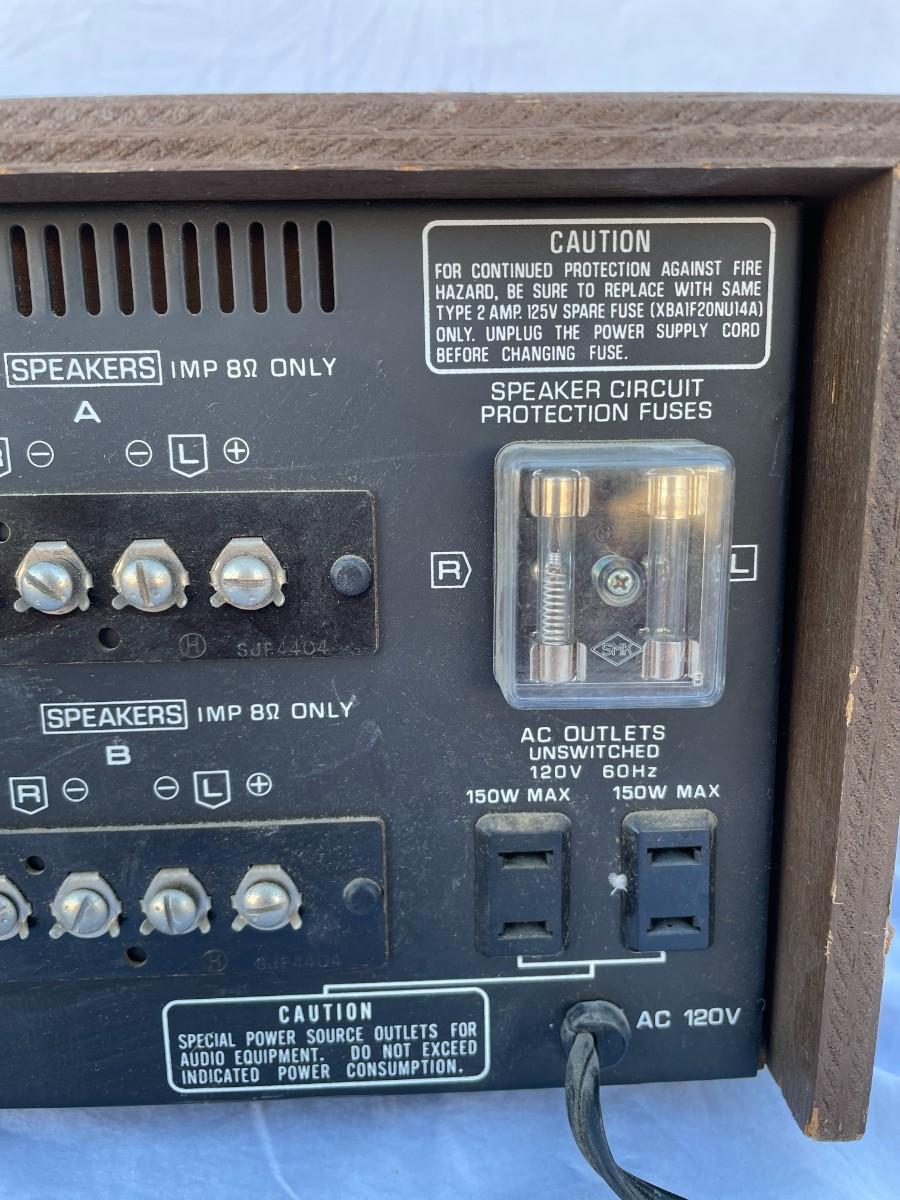 CAUTION
FOR CONTINUED PROTECTION AGAINST FIRE
HAZARD, BE SURE TO REPLACE WITH SAME
TYPE 2 AMP. 125V SPARE FUSE (XBA1F20NU14A)
ONLY. UNPLUG THE POWER SUPPLY CORD
BEFORE CHANGING FUSE.
SPEAKERS IMP 8Ω ONLY
A
R ⊖ ⊖ L ⊕
SPEAKER CIRCUIT
PROTECTION FUSES
R
L
SMK
B
H SJF4404
SPEAKERS IMP 8Ω ONLY
B
R ⊖ ⊖ L ⊕
H SJF4404
AC OUTLETS
UNSWITCHED
120V 60Hz
150W MAX 150W MAX
CAUTION
SPECIAL POWER SOURCE OUTLETS FOR
AUDIO EQUIPMENT. DO NOT EXCEED
INDICATED POWER CONSUMPTION.
AC 120V